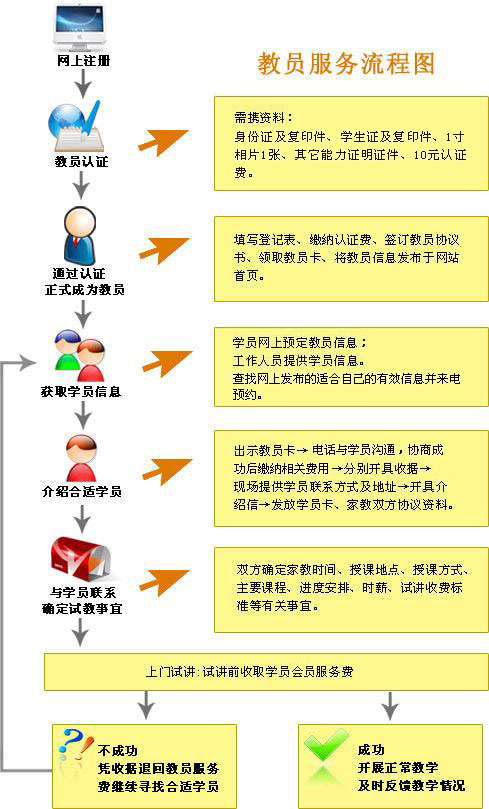 网上注册
教员服务流程图
教员认证
需携资料：
身份证及复印件、学生证及复印件、1寸
相片1张、其它能力证明证件、10元认证
费。
通过认证
正式成为教员
填写登记表、缴纳认证费、签订教员协议
书、领取教员卡、将教员信息发布于网站
首页。
获取学员信息
学员网上预定教员信息；
工作人员提供学员信息。
查找网上发布的适合自己的有效信息并来电
预约。
介绍合适学员
出示教员卡→ 电话与学员沟通，协商成
功后缴纳相关费用→分别开具收据→
现场提供学员联系方式及地址→开具介
绍信→发放学员卡、家教双方协议资料。
与学员联系
确定试教事宜
双方确定家教时间、授课地点、授课方式、
主要课程、进度安排、时薪、试讲收费标
准等有关事宜。
上门试讲:试讲前收取学员会员服务费
不成功
凭收据退回教员服务
费继续寻找合适学员
成功
开展正常教学
及时反馈教学情况